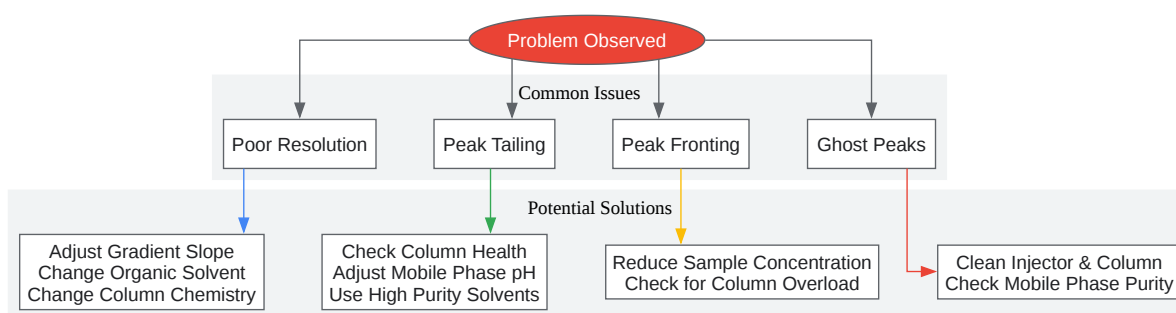 Problem Observed
Common Issues
Poor Resolution
Peak Tailing
Peak Fronting
Ghost Peaks
Potential Solutions
Adjust Gradient Slope
Change Organic Solvent
Change Column Chemistry
Check Column Health
Adjust Mobile Phase pH
Use High Purity Solvents
Reduce Sample Concentration
Check for Column Overload
Clean Injector & Column
Check Mobile Phase Purity